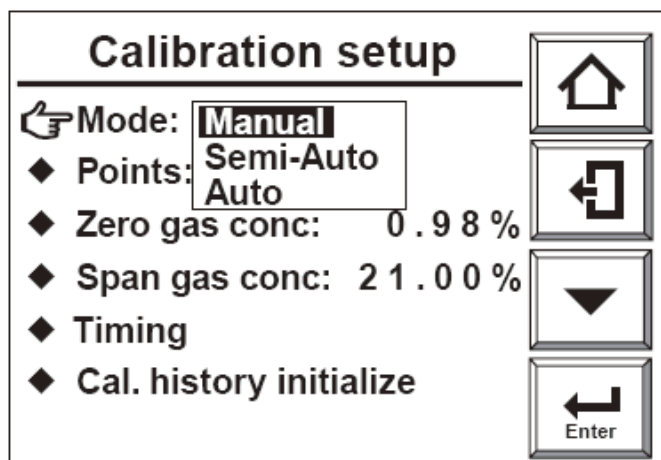 Calibration setup
Mode: Manual
Semi-Auto
Points:
Auto
Zero gas conc: 0.98%
Span gas conc: 21.00%
Timing
Cal. history initialize
Enter